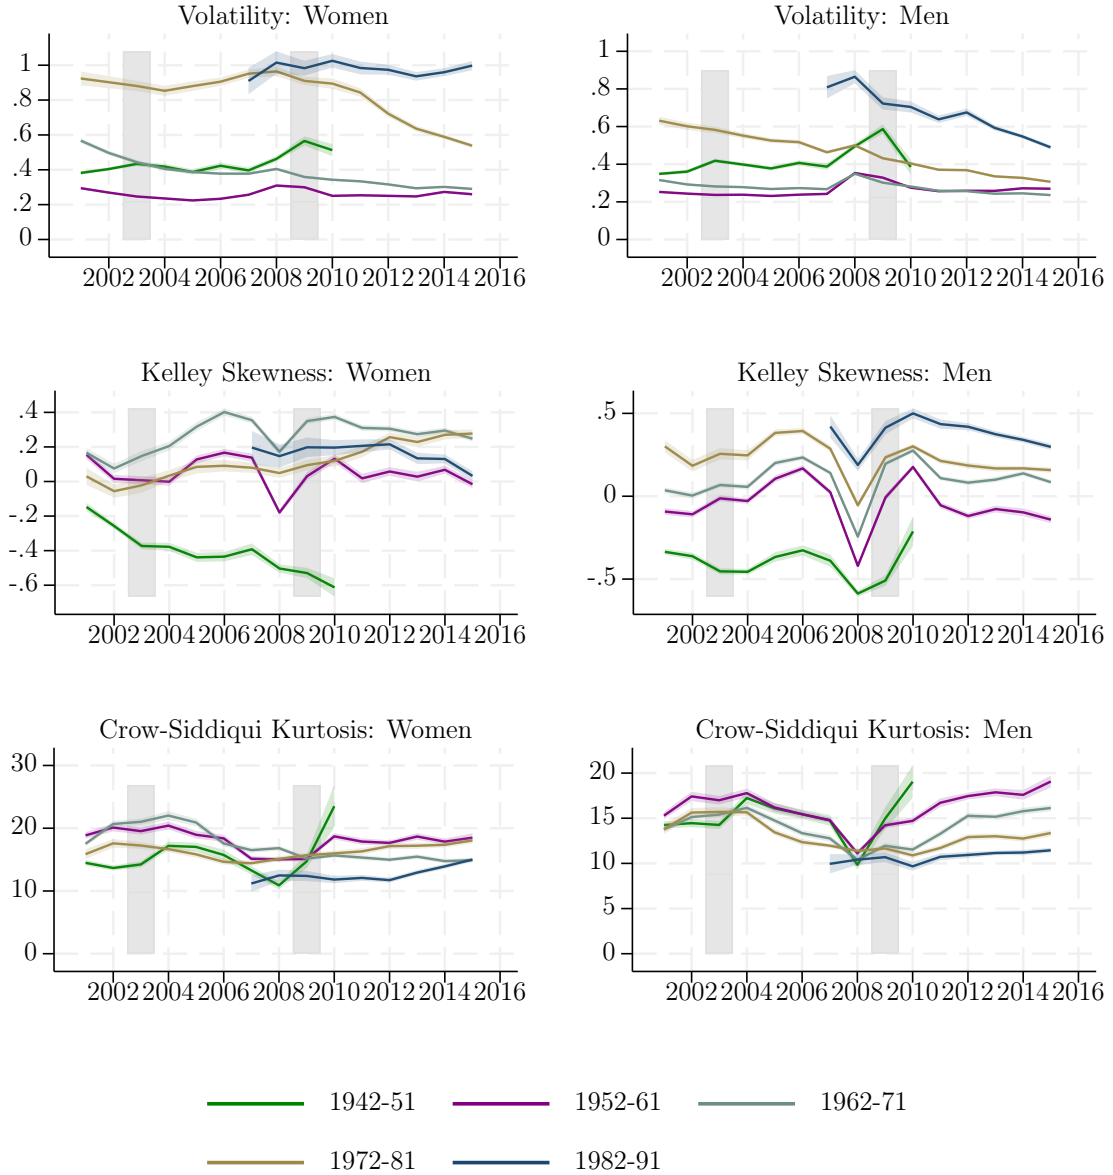 Volatility: Women
1
.8
.6
.4
.2
0
2002 2004 2006 2008 2010 2012 2014 2016
Volatility: Men
1
.8
.6
.4
.2
0
2002 2004 2006 2008 2010 2012 2014 2016
Kelley Skewness: Women
.4
.2
0
-.2
-.4
-.6
2002 2004 2006 2008 2010 2012 2014 2016
Kelley Skewness: Men
.5
0
-.5
2002 2004 2006 2008 2010 2012 2014 2016
Crow-Siddiqui Kurtosis: Women
30
20
10
0
2002 2004 2006 2008 2010 2012 2014 2016
Crow-Siddiqui Kurtosis: Men
20
15
10
5
0
2002 2004 2006 2008 2010 2012 2014 2016
1942-51 1952-61 1962-71
1972-81 1982-91